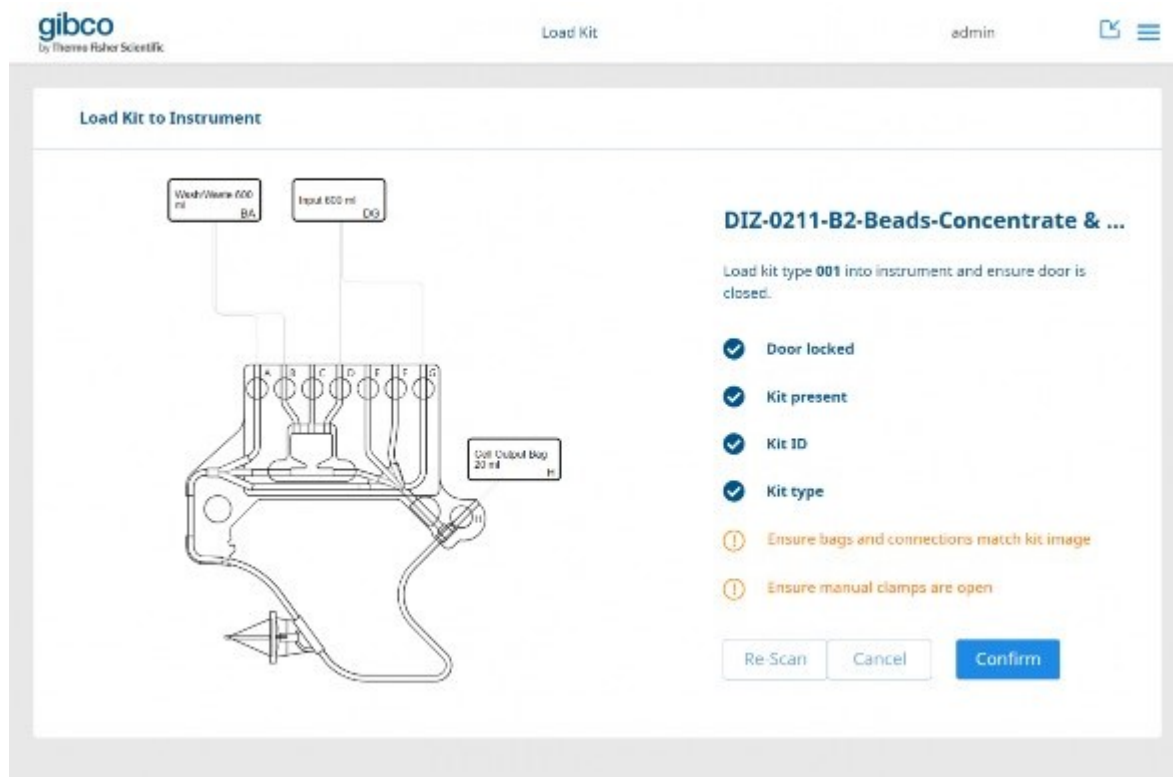 gibco
by Thermo Fisher Scientific
Load Kit
admin
Load Kit to Instrument
Wash/Waste 600
ml
BA
Input 600 ml
DG
A B C D E F G
Cell Output Bag
20 ml
H
H
DIZ-0211-B2-Beads-Concentrate & ...
Load kit type 001 into instrument and ensure door is
closed.
Door locked
Kit present
Kit ID
Kit type
Ensure bags and connections match kit image
Ensure manual clamps are open
Re-Scan
Cancel
Confirm